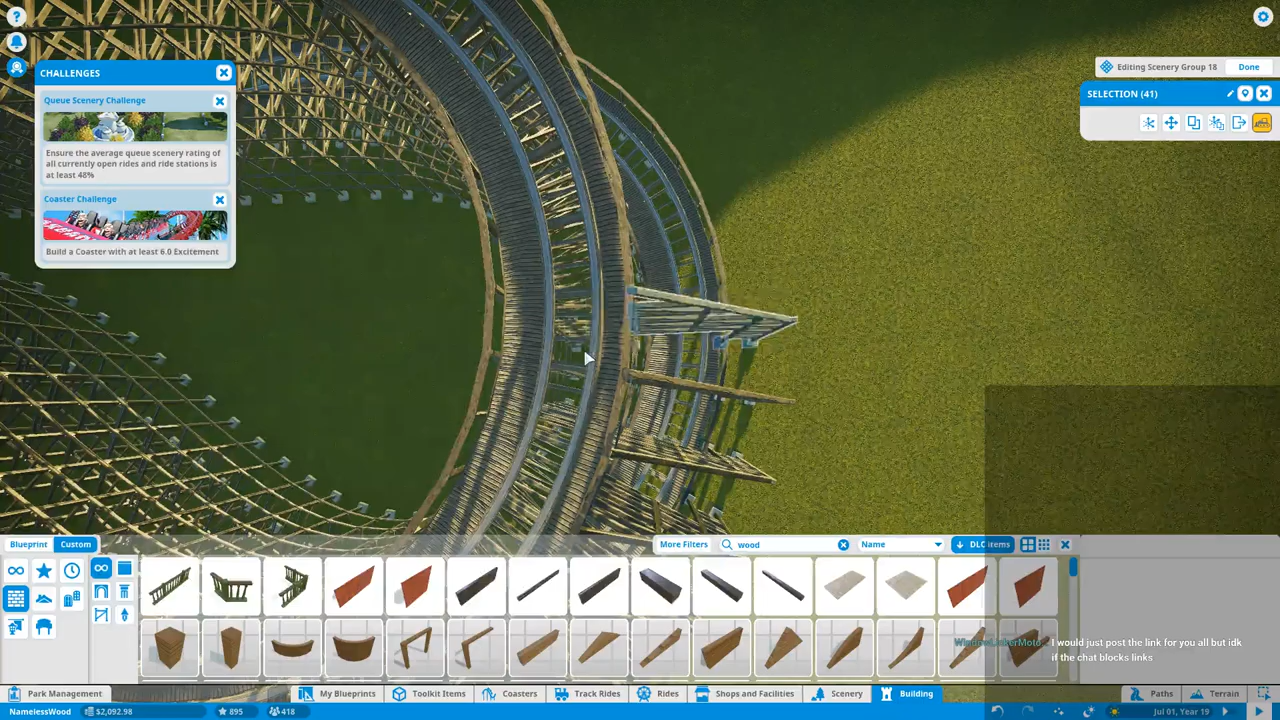 CHALLENGES
Queue Scenery Challenge
Ensure the average queue scenery rating of
all currently open rides and ride stations is
at least 48%
Coaster Challenge
Build a Coaster with at least 6.0 Excitement
Editing Scenery Group 18
Done
SELECTION (41)
Blueprint
Custom
More Filters
wood
Name
DLC Items
I would just post the link for you all but idk
if the chat blocks links
Park Management
My Blueprints
Toolkit Items
Coasters
Track Rides
Rides
Shops and Facilities
Scenery
Building
Paths
Terrain
NamelessWood
$2,092.98
895
418
Jul 01, Year 19